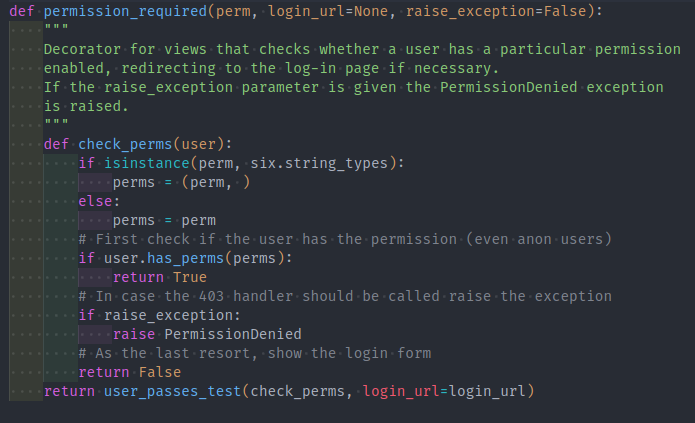 def permission_required(perm, login_url=None, raise_exception=False):
    """
    Decorator for views that checks whether a user has a particular permission
    enabled, redirecting to the log-in page if necessary.
    If the raise_exception parameter is given the PermissionDenied exception
    is raised.
    """
    def check_perms(user):
        if isinstance(perm, six.string_types):
            perms = (perm, )
        else:
            perms = perm
        # First check if the user has the permission (even anon users)
        if user.has_perms(perms):
            return True
        # In case the 403 handler should be called raise the exception
        if raise_exception:
            raise PermissionDenied
        # As the last resort, show the login form
        return False
    return user_passes_test(check_perms, login_url=login_url)